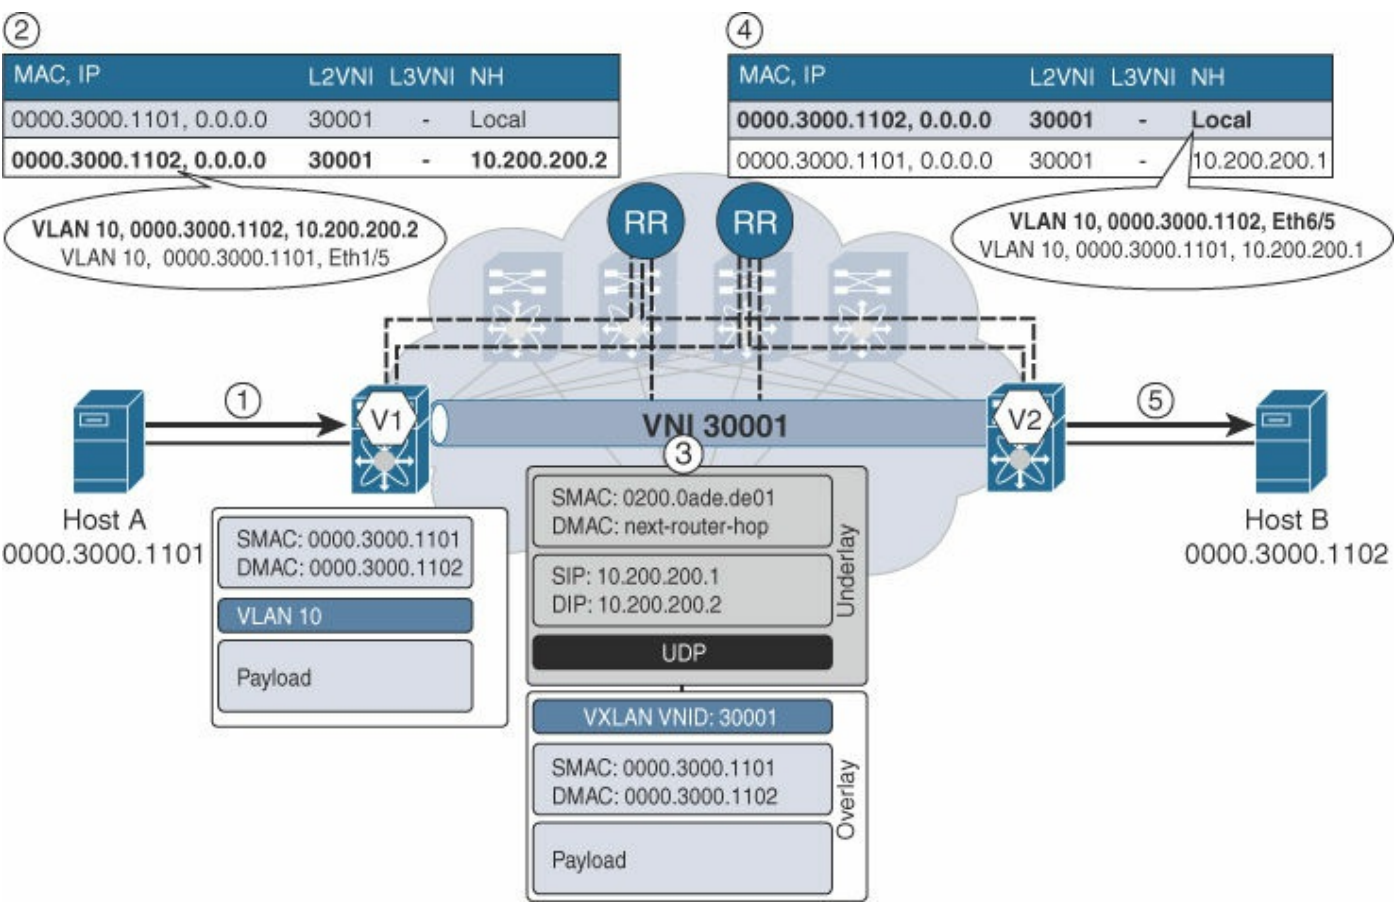 2
MAC, IP L2VNI L3VNI NH
0000.3000.1101, 0.0.0.0 30001 - Local
0000.3000.1102, 0.0.0.0 30001 - 10.200.200.2
VLAN 10, 0000.3000.1102, 10.200.200.2
VLAN 10, 0000.3000.1101, Eth1/5
4
MAC, IP L2VNI L3VNI NH
0000.3000.1102, 0.0.0.0 30001 - Local
0000.3000.1101, 0.0.0.0 30001 - 10.200.200.1
VLAN 10, 0000.3000.1102, Eth6/5
VLAN 10, 0000.3000.1101, 10.200.200.1
RR
RR
1
V1
VNI 30001
V2
5
3
Host A
0000.3000.1101
Host B
0000.3000.1102
SMAC: 0000.3000.1101
DMAC: 0000.3000.1102
VLAN 10
Payload
SMAC: 0200.0ade.de01
DMAC: next-router-hop
SIP: 10.200.200.1
DIP: 10.200.200.2
UDP
Underlay
VXLAN VNID: 30001
SMAC: 0000.3000.1101
DMAC: 0000.3000.1102
Payload
Overlay